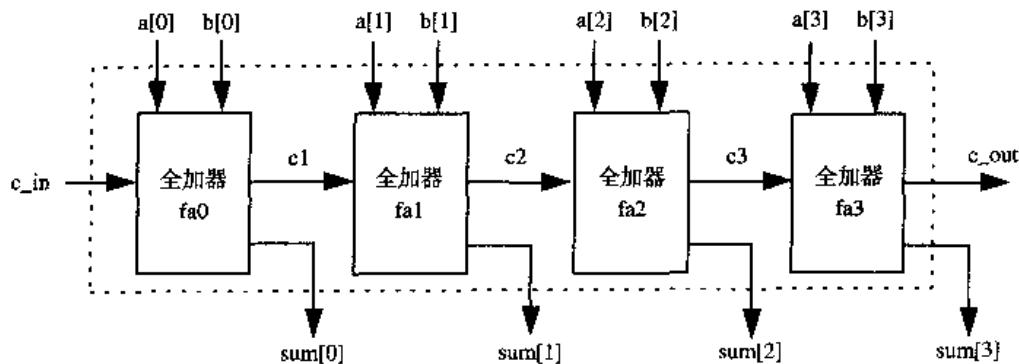 a[0] b[0] a[1] b[1] a[2] b[2] a[3] b[3]
c_in 全加器 fa0 c1 全加器 fa1 c2 全加器 fa2 c3 全加器 fa3 c_out
sum[0] sum[1] sum[2] sum[3]